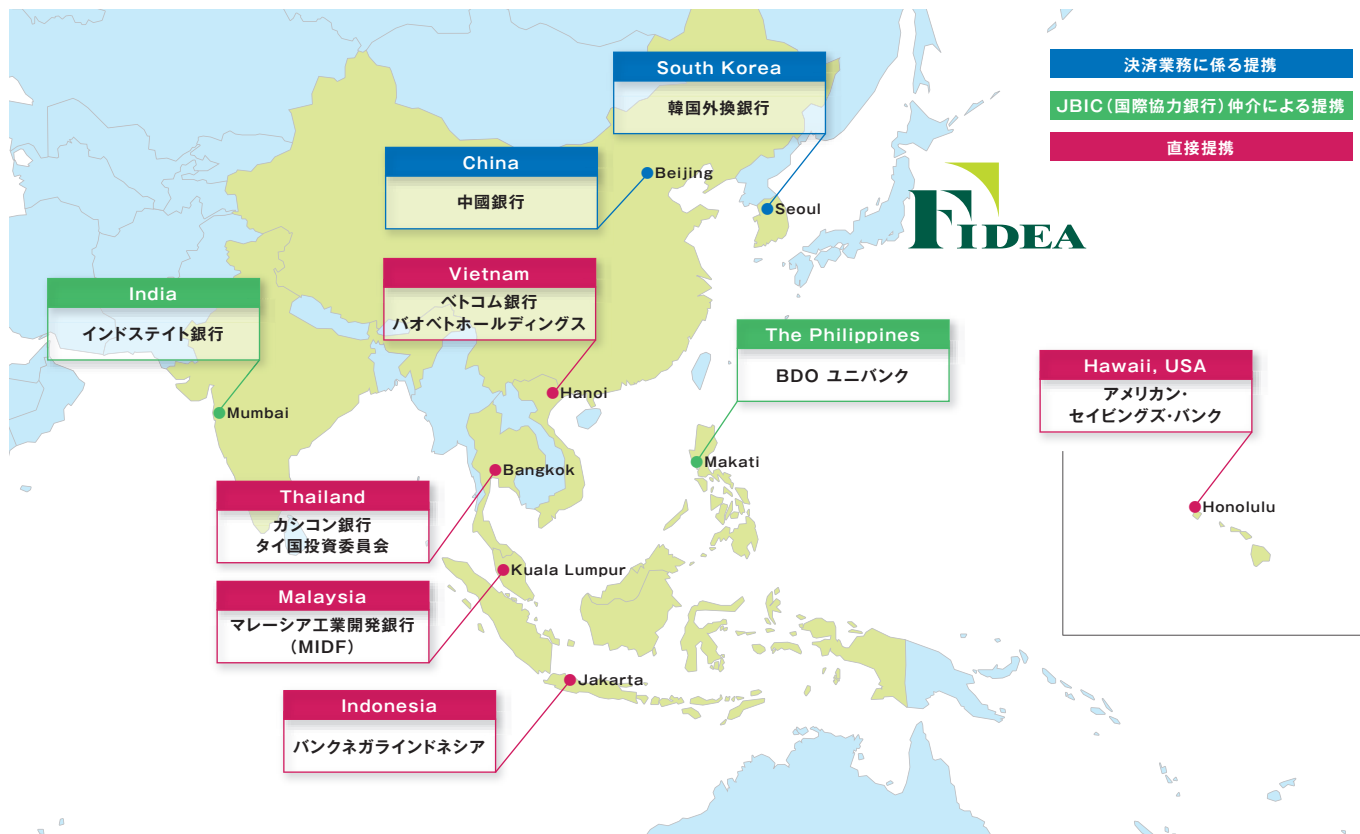 South Korea
韓国外換銀行
決済業務に係る提携
JBIC（国際協力銀行）仲介による提携
直接提携
China
中國銀行
Beijing
Seoul
FIDEA
Vietnam
ベトコム銀行
バオベトホールディングス
India
インドステイト銀行
The Philippines
BDO ユニバンク
Hawaii, USA
アメリカン・
セイビングズ・バンク
Hanoi
Mumbai
Makati
Bangkok
Honolulu
Thailand
カシコン銀行
タイ国投資委員会
Kuala Lumpur
Malaysia
マレーシア工業開発銀行
（MIDF）
Jakarta
Indonesia
バンクネガラインドネシア